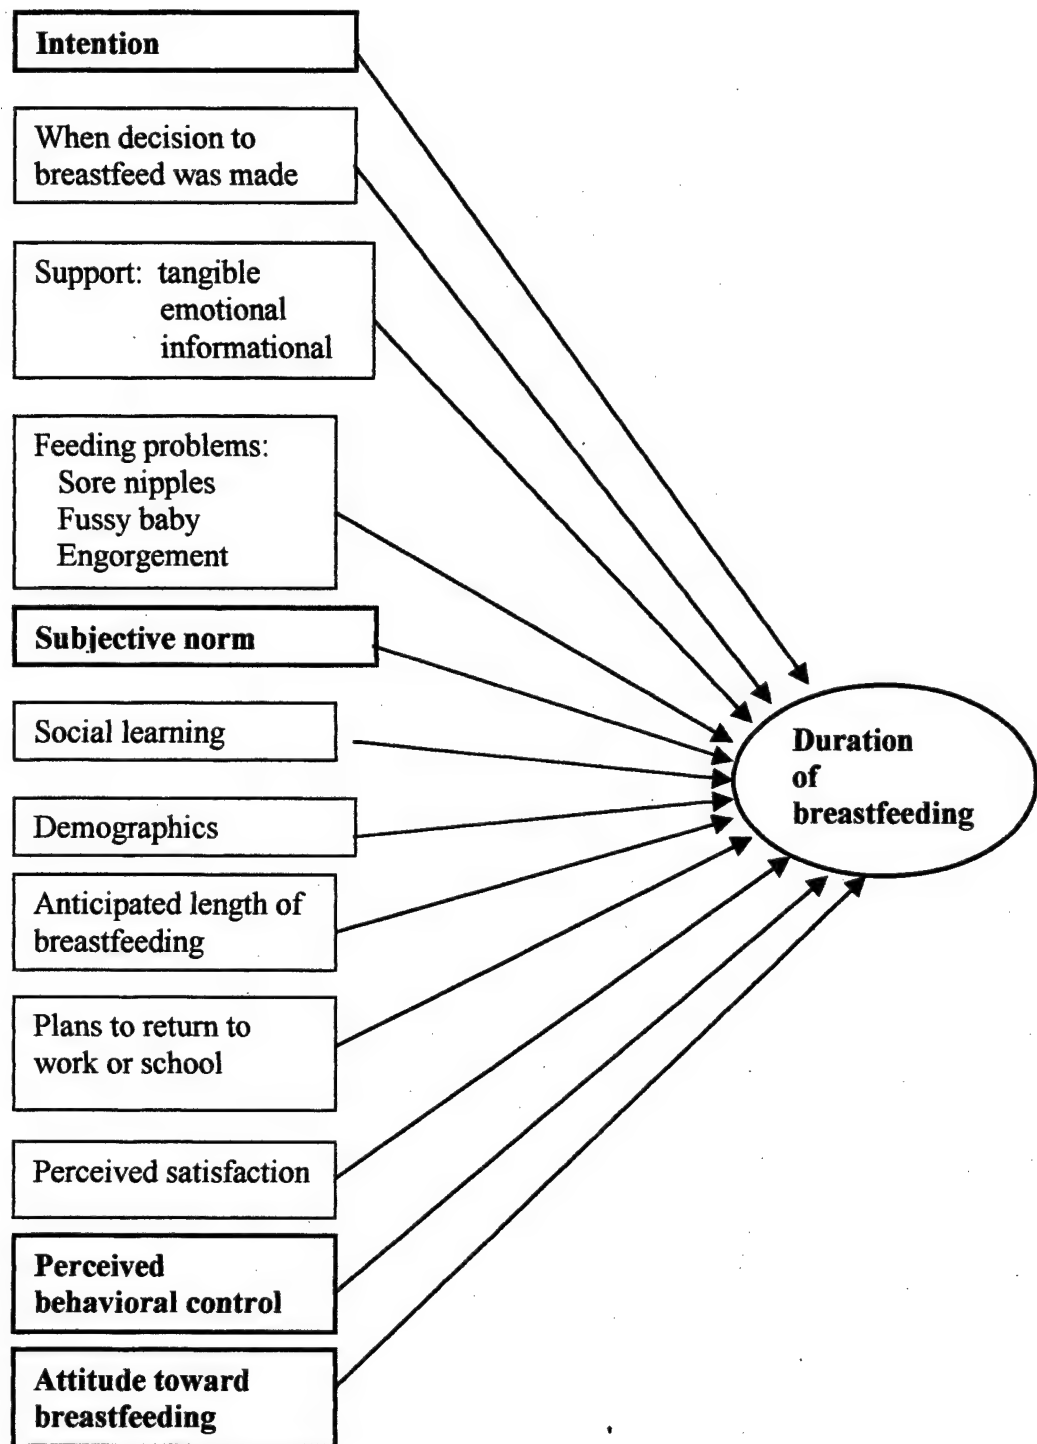 Intention
When decision to
breastfeed was made
Support: tangible
emotional
informational
Feeding problems:
Sore nipples
Fussy baby
Engorgement
Subjective norm
Social learning
Demographics
Anticipated length of
breastfeeding
Plans to return to
work or school
Perceived satisfaction
Perceived
behavioral control
Attitude toward
breastfeeding
Duration
of
breastfeeding